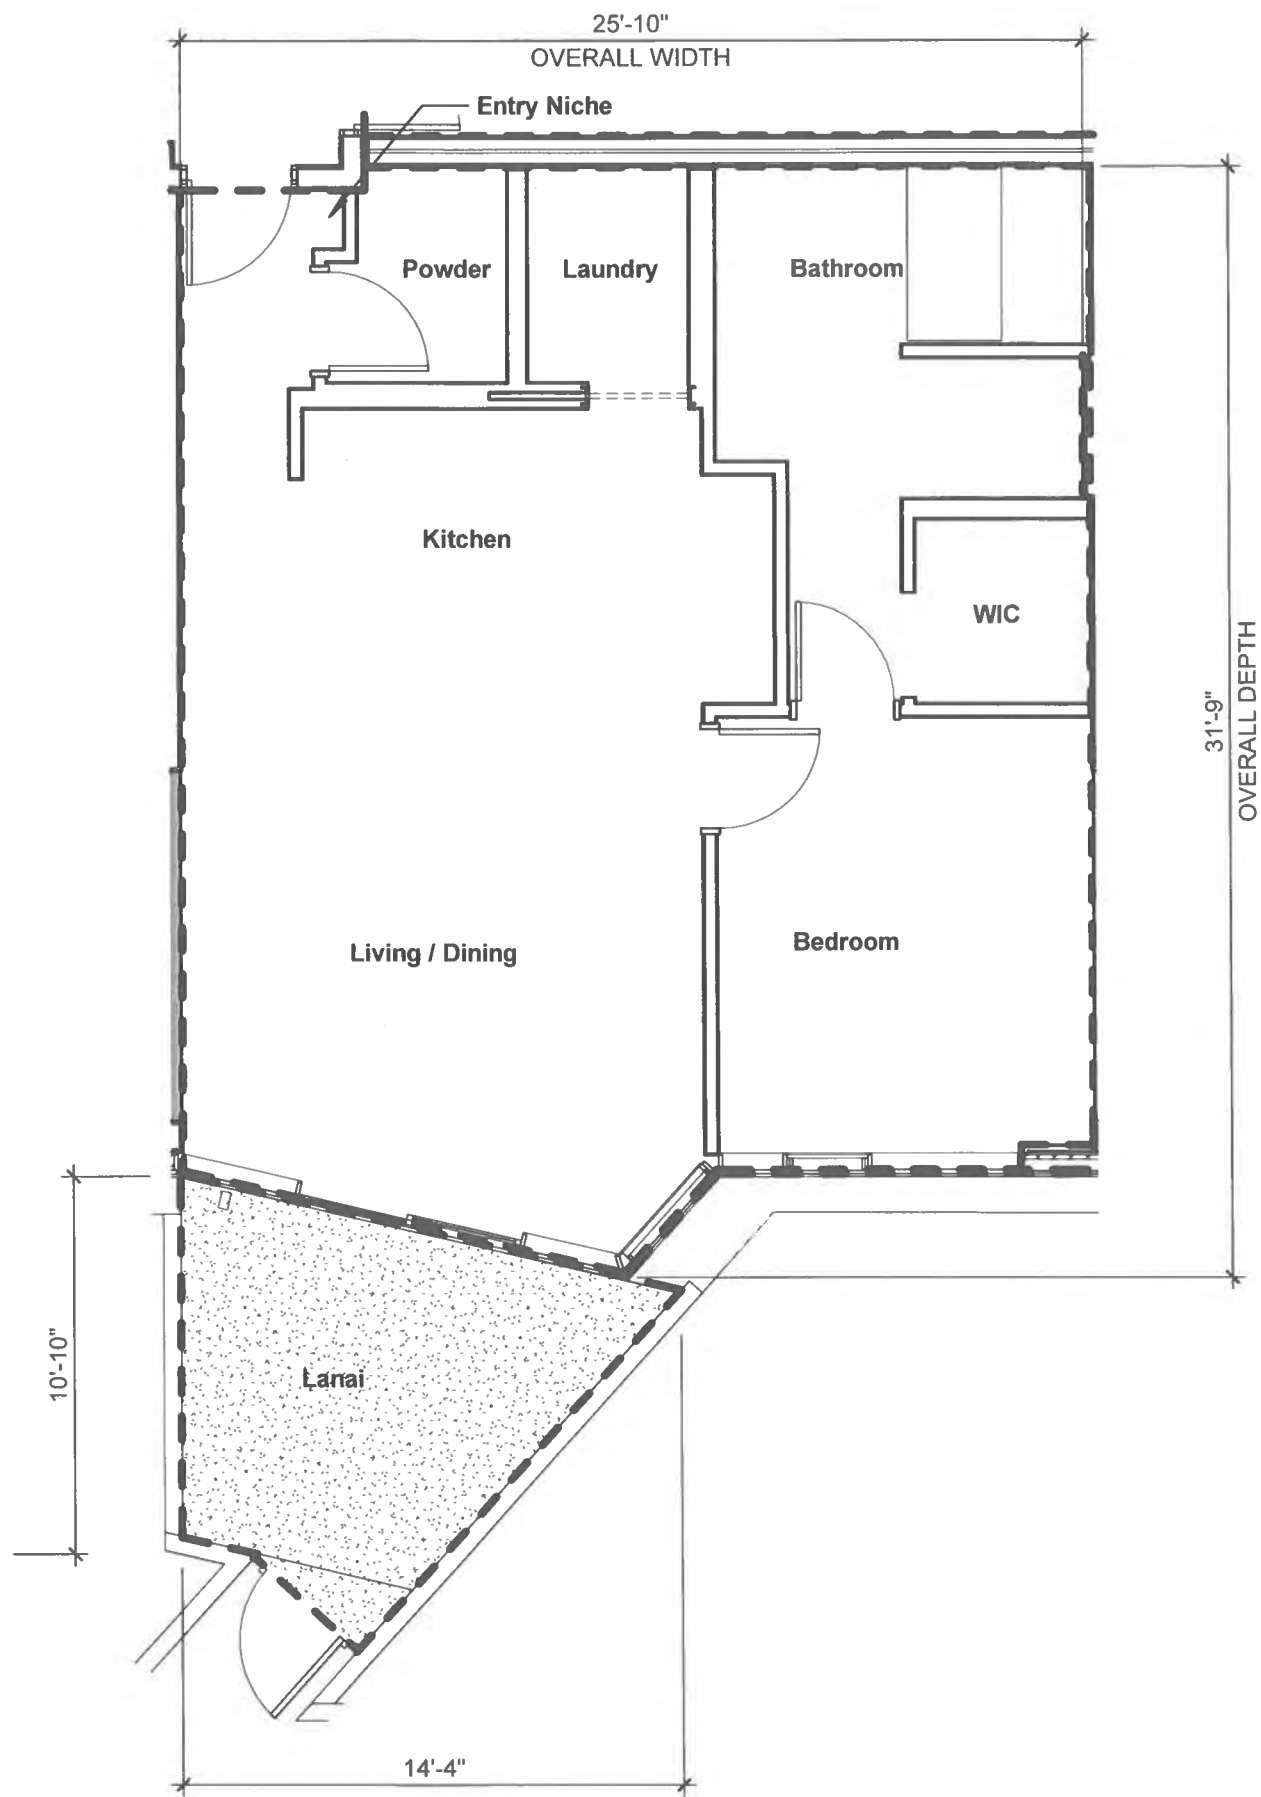 25'-10"
OVERALL WIDTH
Entry Niche
Powder
Laundry
Bathroom
Kitchen
WIC
31'-9"
OVERALL DEPTH
Living / Dining
Bedroom
10'-10"
Lanai
14'-4"